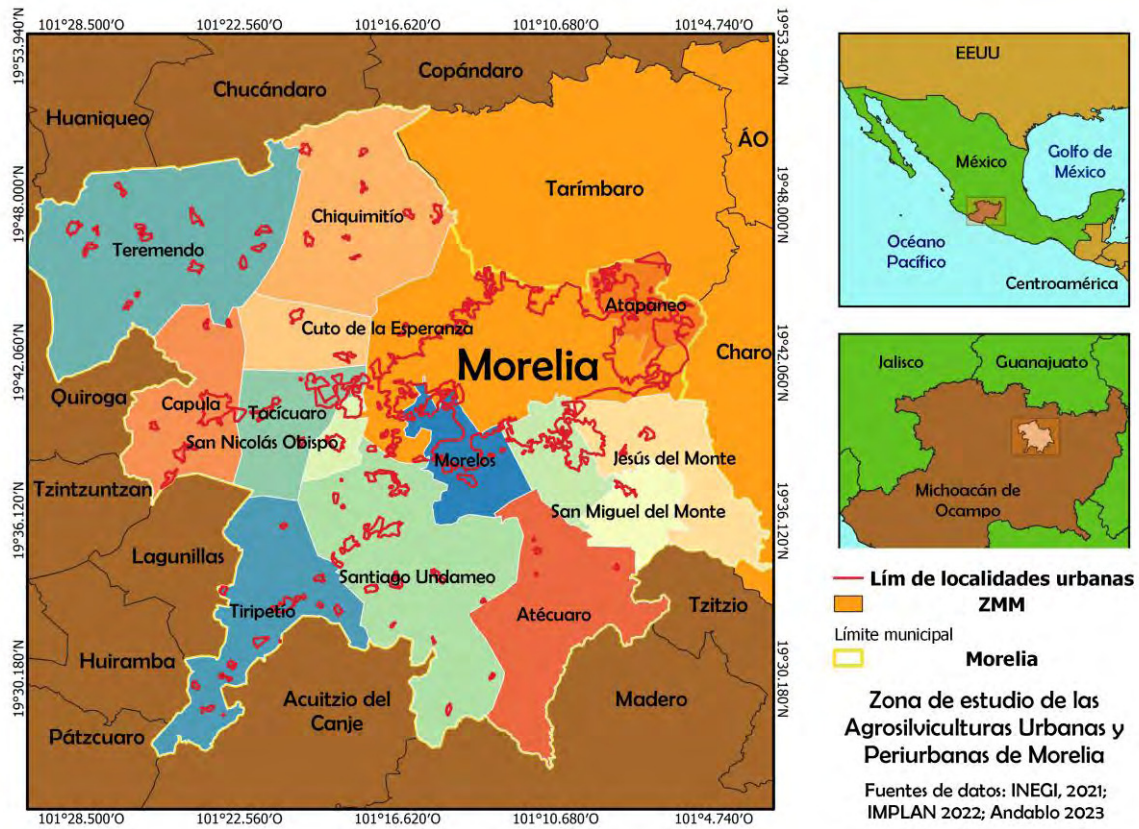 101°28.500'O 101°22.560'O 101°16.620'O 101°10.680'O 101°4.740'O
19°53.940'N 19°53.940'N
Copándaro
Chucándaro
Huaniqueo
ÁO
Tarímbaro
19°48.000'N 19°48.000'N
Chiquimitío
Teremendo
Atapaneo
Cuto de la Esperanza
19°42.060'N 19°42.060'N
Morelia
Charo
Quiroga
Capula
Tacícuaro
San Nicolás Obispo
Morelos
Jesús del Monte
Tzintzuntzan
19°36.120'N 19°36.120'N
San Miguel del Monte
Lagunillas
Santiago Undameo
Tzitzio
Tiripetío
Atécuaro
Huiramba
19°30.180'N 19°30.180'N
Acuitzio del
Canje
Madero
Pátzcuaro
101°28.500'O 101°22.560'O 101°16.620'O 101°10.680'O 101°4.740'O
EEUU
México
Golfo de
México
Océano
Pacífico
Centroamérica
Jalisco
Guanajuato
Michoacán de
Ocampo
Lím de localidades urbanas
ZMM
Límite municipal
Morelia
Zona de estudio de las
Agrosilviculturas Urbanas y
Periurbanas de Morelia
Fuentes de datos: INEGI, 2021;
IMPLAN 2022; Andablo 2023